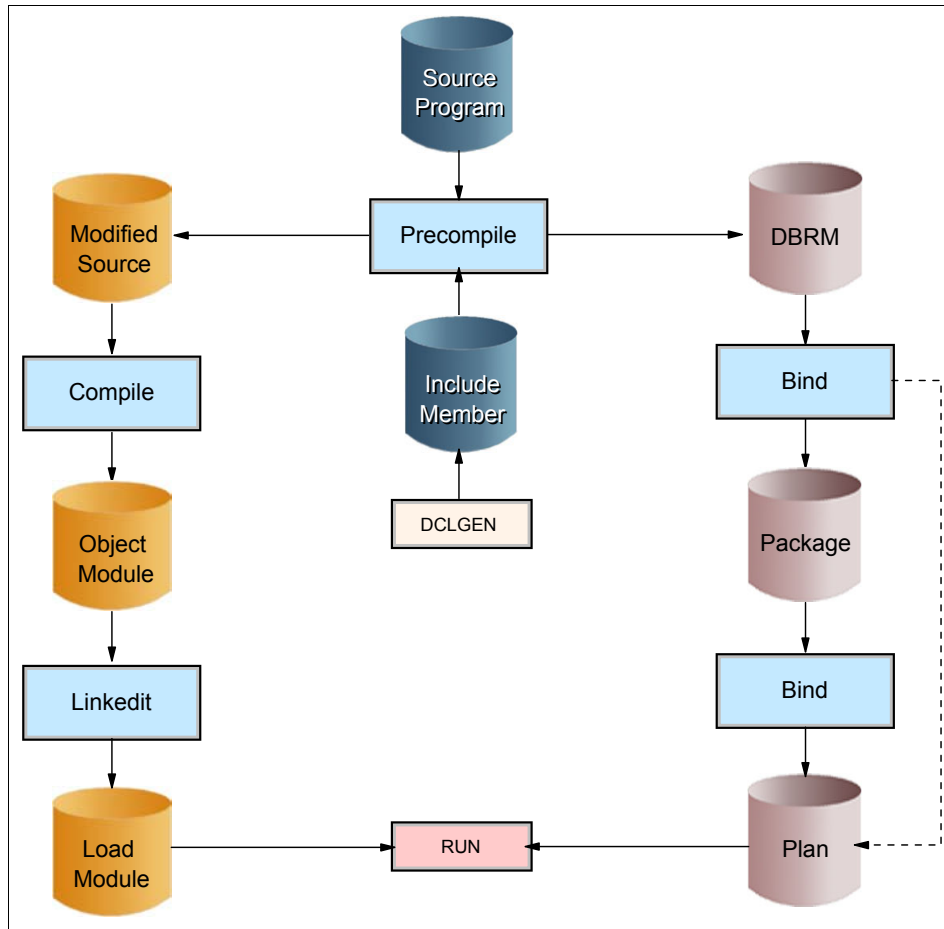 Source
Program
Modified
Source
Precompile
DBRM
Compile
Include
Member
Bind
Object
Module
DCLGEN
Package
Linkedit
Bind
Load
Module
RUN
Plan